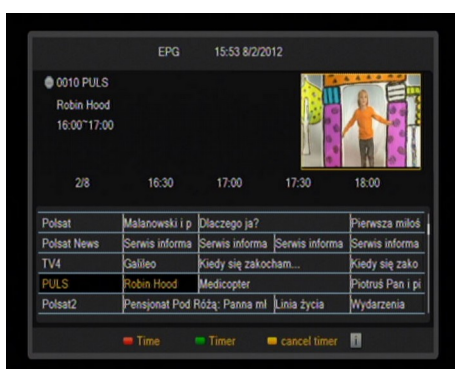 EPG 15:53 8/2/2012
0010 PULS
Robin Hood
16:00~17:00
2/8 16:30 17:00 17:30 18:00
Polsat Malanowski i p Dlaczego ja? Pierwsza miłoś
Polsat News Serwis informa Serwis informa Serwis informa Serwis informa
TV4 Galileo Kiedy się zakocham... Kiedy się zako
PULS Robin Hood Medicopter Piotruś Pan i pi
Polsat2 Pensjonat Pod Różą: Panna mł Linia życia Wydarzenia
Time Timer cancel timer i